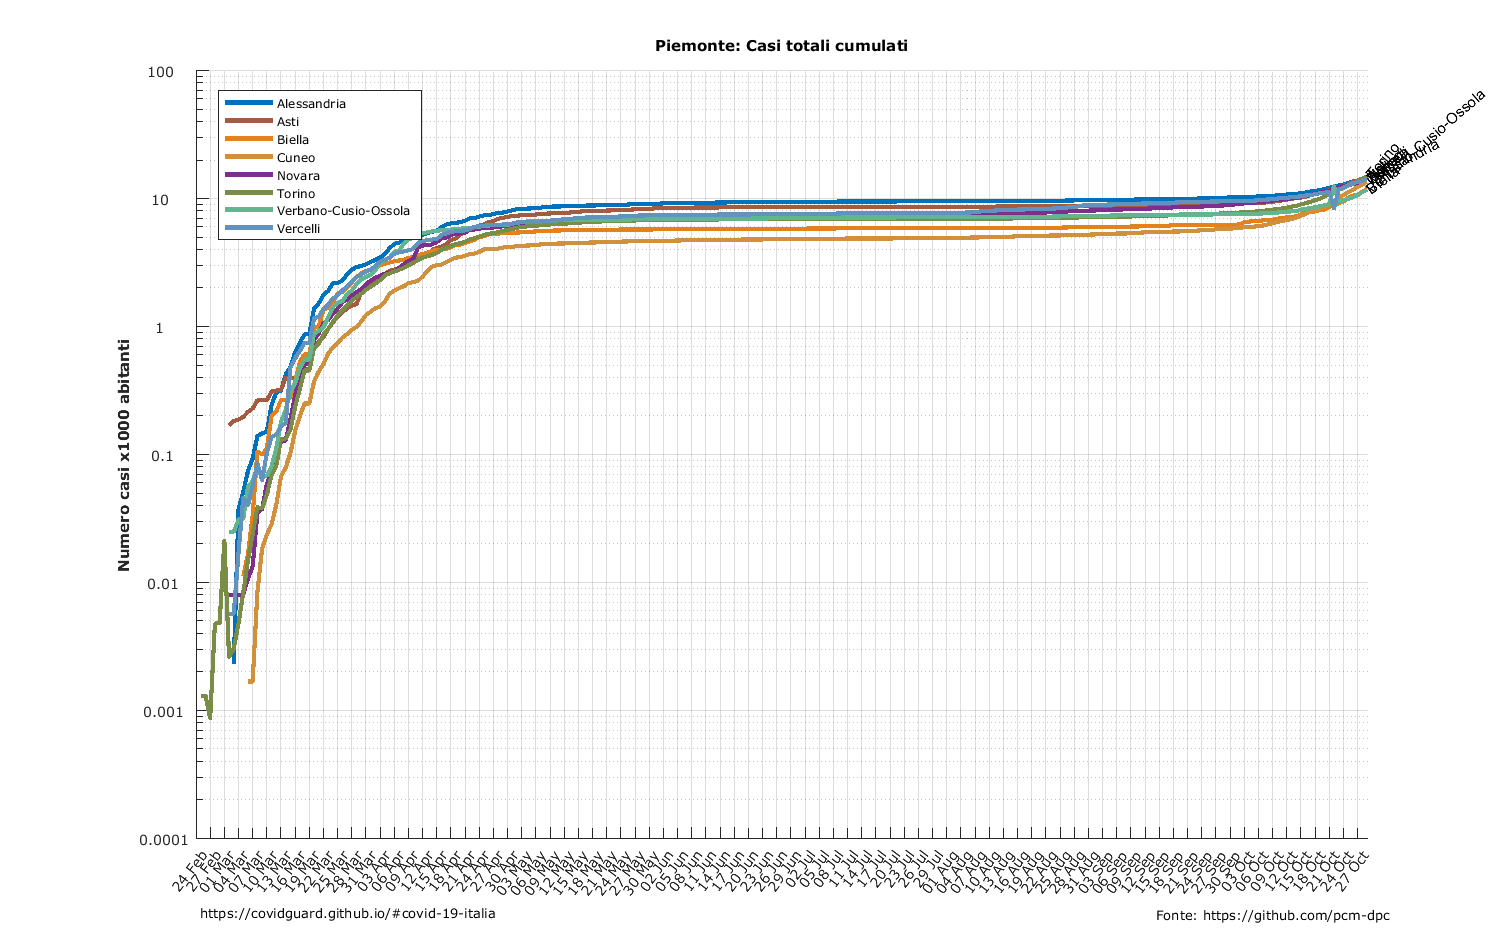 Piemonte: Casi totali cumulati
Numero casi x1000 abitanti
100
10
1
0.1
0.01
0.001
0.0001
Alessandria
Asti
Biella
Cuneo
Novara
Torino
Verbano-Cusio-Ossola
Vercelli
Torino
-Cusio-Ossola
Biella
24 Feb
27 Feb
01 Mar
04 Mar
07 Mar
10 Mar
13 Mar
16 Mar
19 Mar
22 Mar
25 Mar
28 Mar
31 Mar
03 Apr
06 Apr
09 Apr
12 Apr
15 Apr
18 Apr
21 Apr
24 Apr
27 Apr
30 Apr
03 May
06 May
09 May
12 May
15 May
18 May
21 May
24 May
27 May
30 May
02 Jun
05 Jun
08 Jun
11 Jun
14 Jun
17 Jun
20 Jun
23 Jun
26 Jun
29 Jun
02 Jul
05 Jul
08 Jul
11 Jul
14 Jul
17 Jul
20 Jul
23 Jul
26 Jul
29 Jul
01 Aug
04 Aug
07 Aug
10 Aug
13 Aug
16 Aug
19 Aug
22 Aug
25 Aug
28 Aug
31 Aug
03 Sep
06 Sep
09 Sep
12 Sep
15 Sep
18 Sep
21 Sep
24 Sep
27 Sep
30 Sep
03 Oct
06 Oct
09 Oct
12 Oct
15 Oct
18 Oct
21 Oct
24 Oct
27 Oct
https://covidguard.github.io/#covid-19-italia
Fonte: https://github.com/pcm-dpc